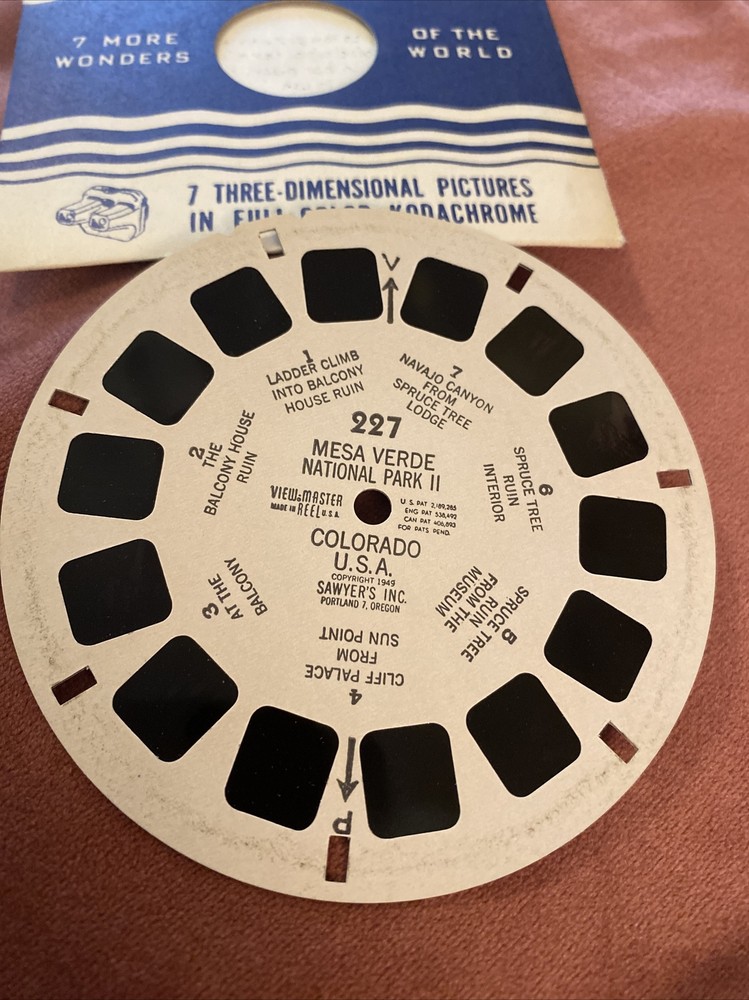 7 MORE
WONDERS
OF THE
WORLD
7 THREE-DIMENSIONAL PICTURES
IN FULL COLOR KODACHROME
V
1
LADDER CLIMB
INTO BALCONY
HOUSE RUIN
7
NAVAJO CANYON
FROM
SPRUCE TREE
LODGE
2
THE
BALCONY HOUSE
RUIN
227
MESA VERDE
NATIONAL PARK II
6
SPRUCE TREE
RUIN
INTERIOR
VIEW-MASTER
MADE IN REEL U.S.A.
U.S. PAT 2,189,285
ENG PAT 538,492
CAN PAT 406,893
FOR PATS PEND.
COLORADO
U.S.A.
COPYRIGHT 1949
SAWYER'S INC.
PORTLAND 7, OREGON
3
AT THE
BALCONY
5
SPRUCE TREE
RUIN
FROM THE
MUSEUM
4
CLIFF PALACE
FROM
SUN POINT
P